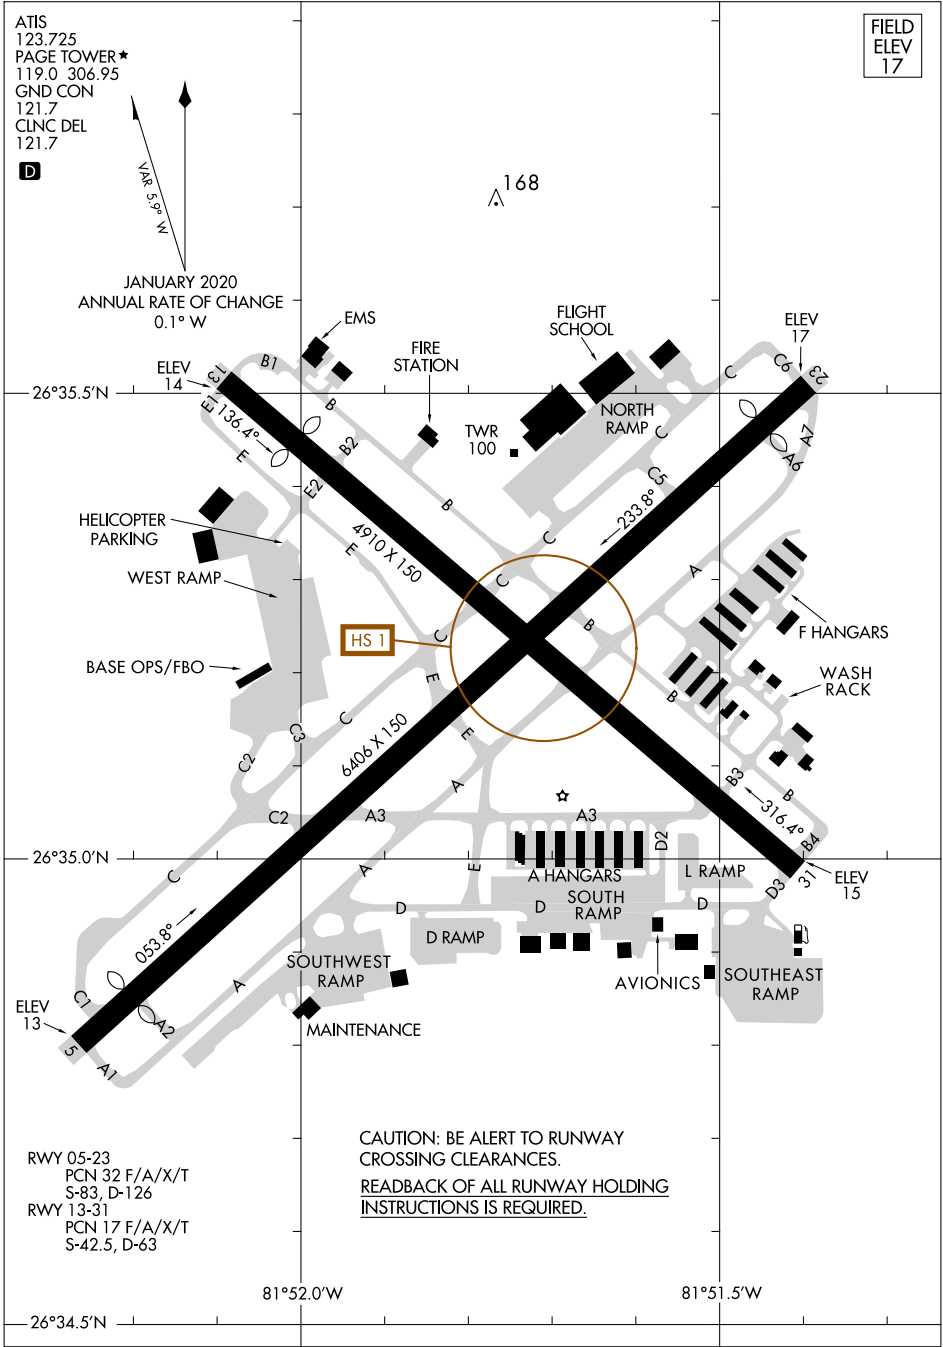 ATIS
123.725
PAGE TOWER★
119.0 306.95
GND CON
121.7
CLNC DEL
121.7
D
FIELD
ELEV
17
VAR 5.9° W
JANUARY 2020
ANNUAL RATE OF CHANGE
0.1° W
168
EMS
FIRE
STATION
FLIGHT
SCHOOL
ELEV
17
ELEV
14
26°35.5'N
13
B1
C
C6
23
E1
136.4°
B
NORTH
RAMP
TWR
100
B2
E
E2
C
C5
A7
A6
B
233.8°
HELICOPTER
PARKING
4910 X 150
E
C
WEST RAMP
C
A
HS 1
C
B
F HANGARS
BASE OPS/FBO
E
B
WASH
RACK
C
C3
6406 X 150
E
C2
A
B3
B
316.4°
C2
A3
A3
D2
B4
26°35.0'N
A
E
A HANGARS
L RAMP
31
D3
ELEV
15
C
D
D
SOUTH
RAMP
D
053.8°
D RAMP
SOUTHWEST
RAMP
AVIONICS
SOUTHEAST
RAMP
A
C1
A2
ELEV
13
MAINTENANCE
5
A1
RWY 05-23
PCN 32 F/A/X/T
S-83, D-126
RWY 13-31
PCN 17 F/A/X/T
S-42.5, D-63
CAUTION: BE ALERT TO RUNWAY
CROSSING CLEARANCES.
READBACK OF ALL RUNWAY HOLDING
INSTRUCTIONS IS REQUIRED.
81°52.0'W
81°51.5'W
26°34.5'N